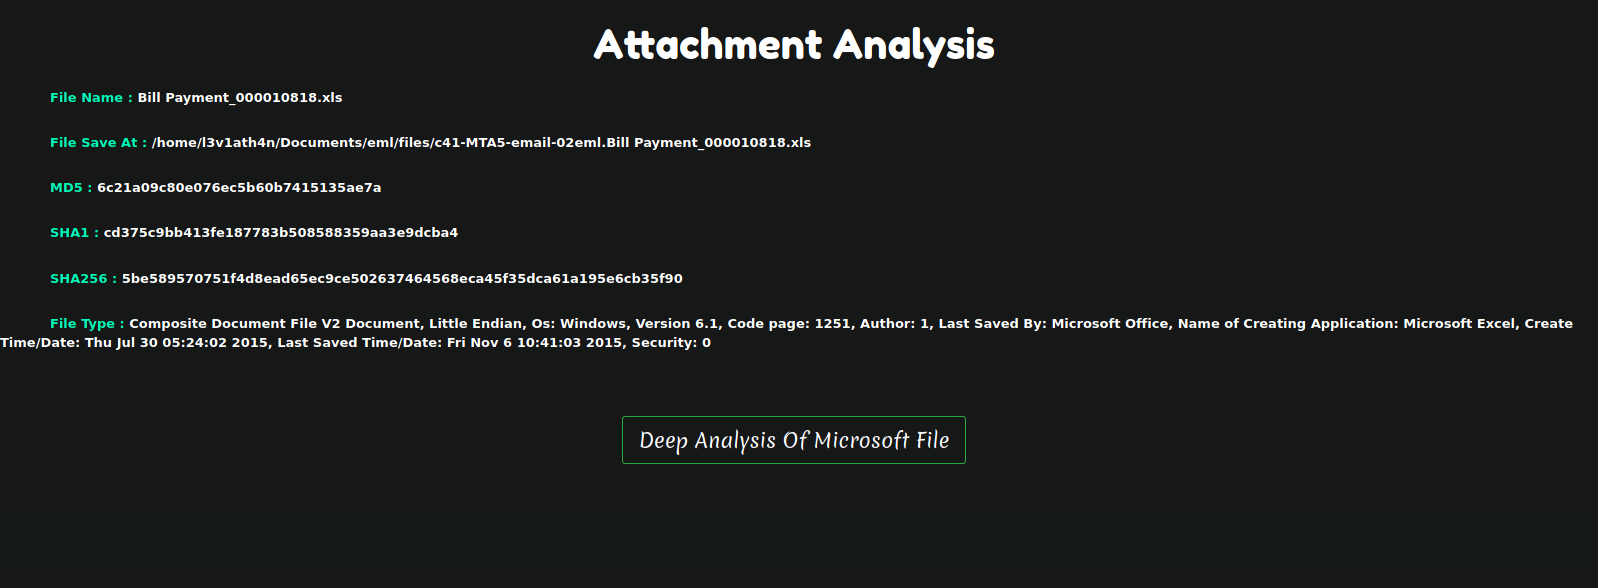 Attachment Analysis
File Name : Bill Payment_000010818.xls
File Save At : /home/l3v1ath4n/Documents/eml/files/c41-MTA5-email-02eml.Bill Payment_000010818.xls
MD5 : 6c21a09c80e076ec5b60b7415135ae7a
SHA1 : cd375c9bb413fe187783b508588359aa3e9dcba4
SHA256 : 5be589570751f4d8ead65ec9ce502637464568eca45f35dca61a195e6cb35f90
File Type : Composite Document File V2 Document, Little Endian, Os: Windows, Version 6.1, Code page: 1251, Author: 1, Last Saved By: Microsoft Office, Name of Creating Application: Microsoft Excel, Create
Time/Date: Thu Jul 30 05:24:02 2015, Last Saved Time/Date: Fri Nov 6 10:41:03 2015, Security: 0
Deep Analysis Of Microsoft File